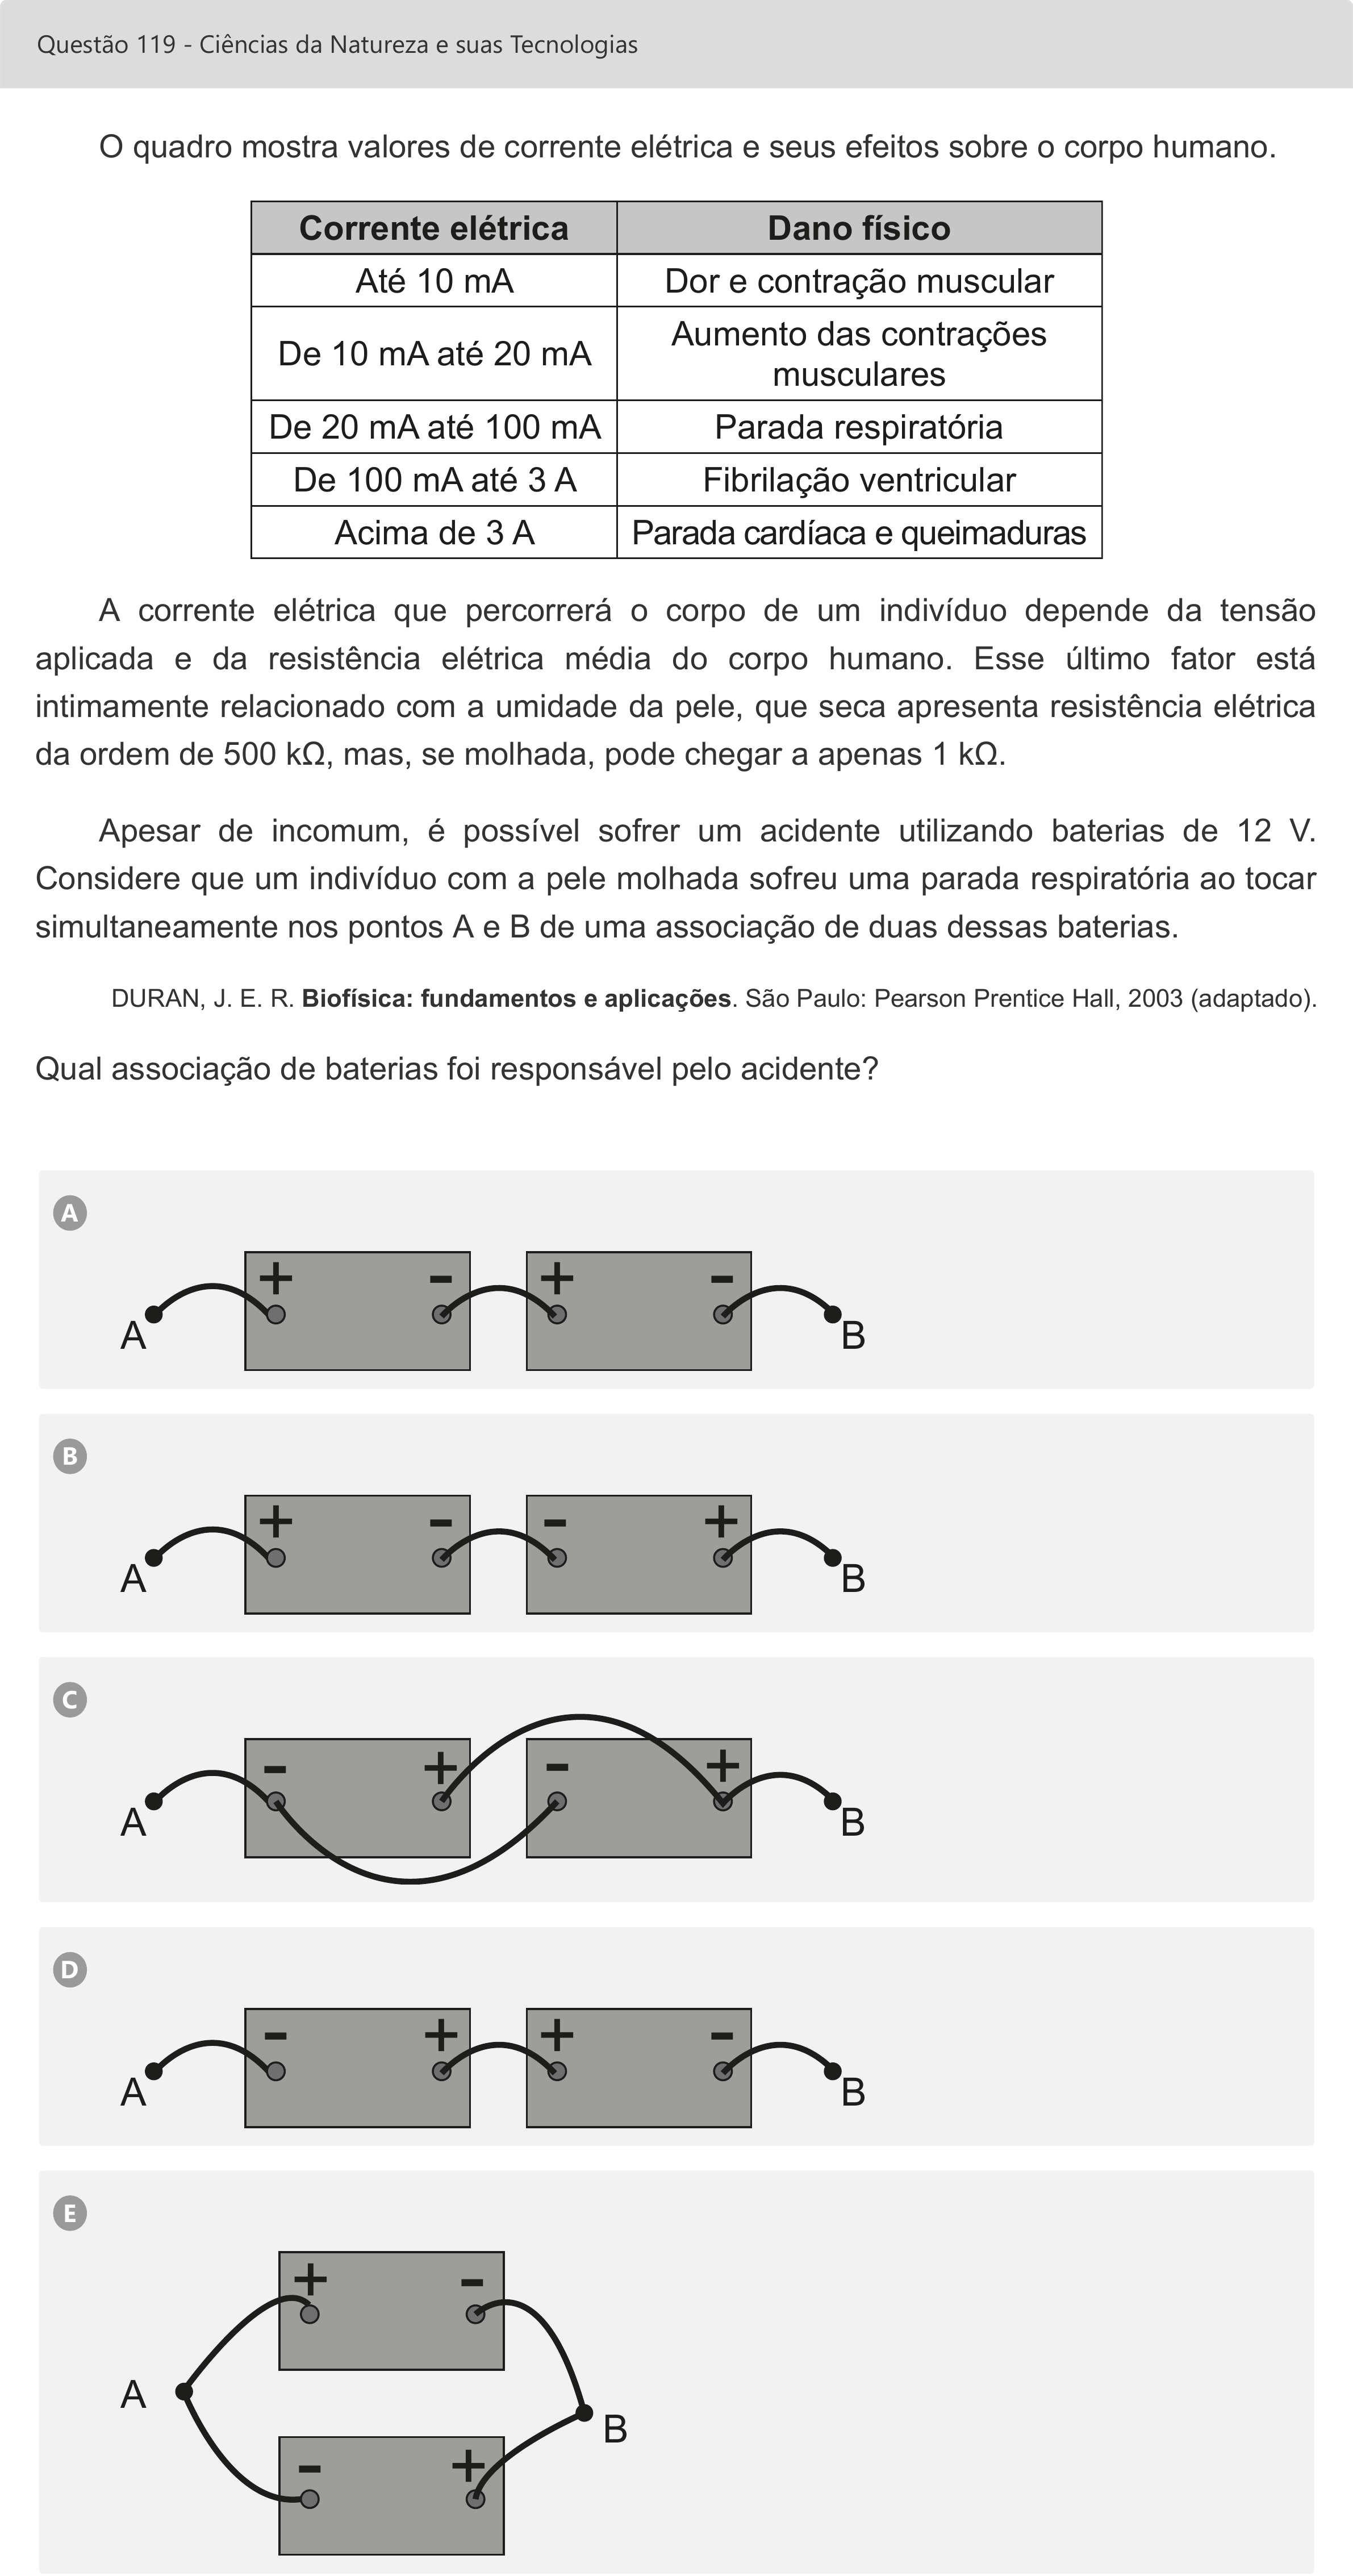 Questão 119 - Ciências da Natureza e suas Tecnologias
O quadro mostra valores de corrente elétrica e seus efeitos sobre o corpo humano.
Corrente elétrica
Dano físico
Até 10 mA
Dor e contração muscular
De 10 mA até 20 mA
Aumento das contrações
musculares
De 20 mA até 100 mA
Parada respiratória
De 100 mA até 3 A
Fibrilação ventricular
Acima de 3 A
Parada cardíaca e queimaduras
A corrente elétrica que percorrerá o corpo de um indivíduo depende da tensão
aplicada e da resistência elétrica média do corpo humano. Esse último fator está
intimamente relacionado com a umidade da pele, que seca apresenta resistência elétrica
da ordem de 500 kΩ, mas, se molhada, pode chegar a apenas 1 kΩ.
Apesar de incomum, é possível sofrer um acidente utilizando baterias de 12 V.
Considere que um indivíduo com a pele molhada sofreu uma parada respiratória ao tocar
simultaneamente nos pontos A e B de uma associação de duas dessas baterias.
DURAN, J. E. R. Biofísica: fundamentos e aplicações. São Paulo: Pearson Prentice Hall, 2003 (adaptado).
Qual associação de baterias foi responsável pelo acidente?
A
+ - + -
A B
B
+ - - +
A B
C
- + - +
A B
D
- + + -
A B
E
+ -
A
B
- +